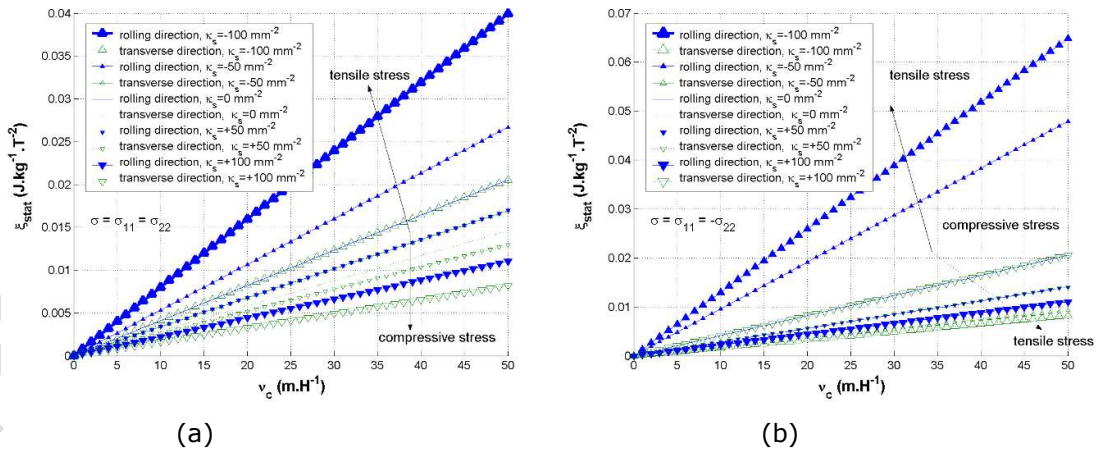 0.04
0.035
0.03
0.025
0.02
0.015
0.01
0.005
0
ξstat (J.kg-1.T-2)
rolling direction, κs=-100 mm-2
transverse direction, κs=-100 mm-2
rolling direction, κs=-50 mm-2
transverse direction, κs=-50 mm-2
rolling direction, κs=0 mm-2
transverse direction, κs=0 mm-2
rolling direction, κs=+50 mm-2
transverse direction, κs=+50 mm-2
rolling direction, κs=+100 mm-2
transverse direction, κs=+100 mm-2
tensile stress
σ = σ11 = σ22
compressive stress
0 5 10 15 20 25 30 35 40 45 50
νc (m.H-1)
(a)
0.07
0.06
0.05
0.04
0.03
0.02
0.01
0
ξstat (J.kg-1.T-2)
rolling direction, κs=-100 mm-2
transverse direction, κs=-100 mm-2
rolling direction, κs=-50 mm-2
transverse direction, κs=-50 mm-2
rolling direction, κs=0 mm-2
transverse direction, κs=0 mm-2
rolling direction, κs=+50 mm-2
transverse direction, κs=+50 mm-2
rolling direction, κs=+100 mm-2
transverse direction, κs=+100 mm-2
tensile stress
σ = σ11 = -σ22
compressive stress
tensile stress
0 5 10 15 20 25 30 35 40 45 50
νc (m.H-1)
(b)